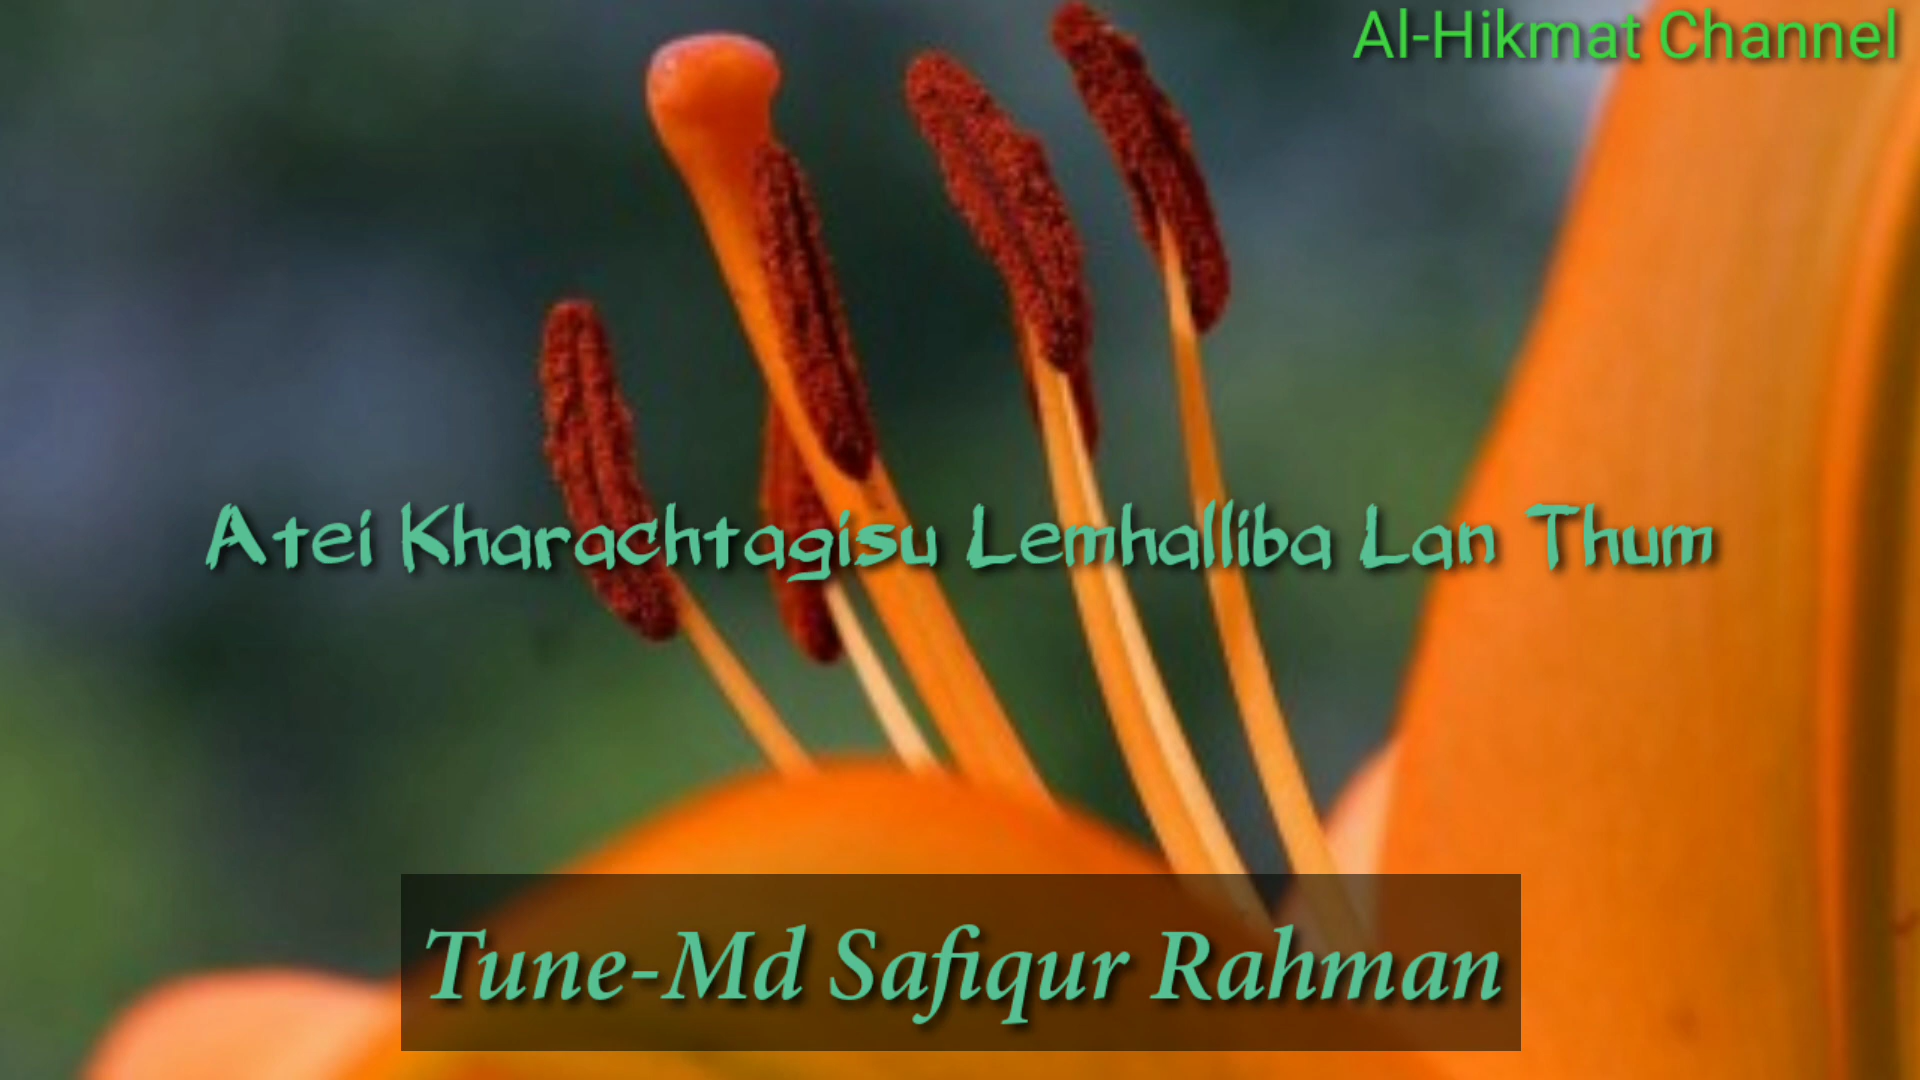 Al-Hikmat Channel
Atei Kharachtagisu Lemhalliba Lan Thum
Tune-Md Safiqur Rahman